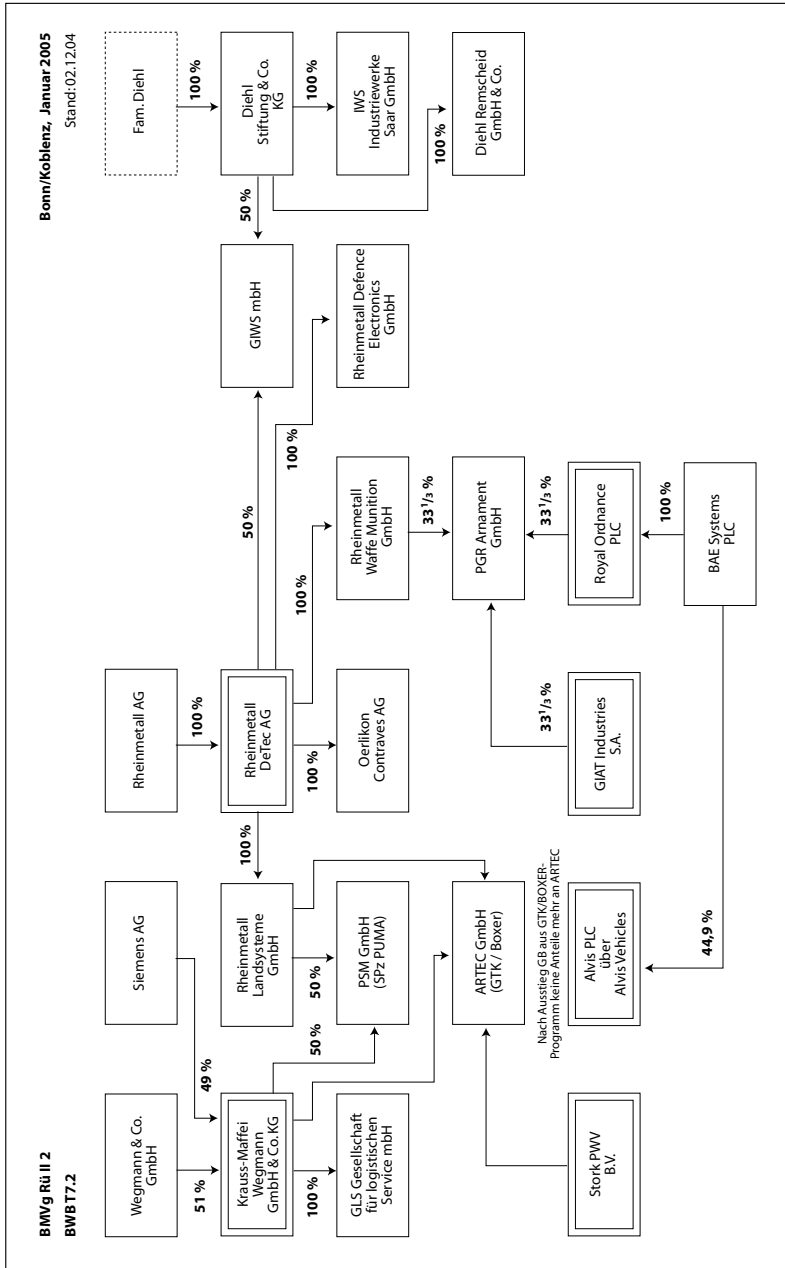 BMVg Rü II 2
BWB T7.2
Bonn/Koblenz, Januar 2005
Stand: 02.12.04
Wegmann & Co.
GmbH
Siemens AG
Rheinmetall AG
Fam. Diehl
51 %
49 %
100 %
100 %
Krauss-Maffei
Wegmann
GmbH & Co. KG
100 %
Rheinmetall
Landsysteme
GmbH
100 %
Rheinmetall
DeTec AG
50 %
GIWS mbH
50 %
Diehl
Stiftung & Co.
KG
100 %
50 %
50 %
100 %
100 %
100 %
100 %
100 %
GLS Gesellschaft
für logistischen
Service mbH
PSM GmbH
(SPz PUMA)
Oerlikon
Contraves AG
Rheinmetall
Waffe Munition
GmbH
Rheinmetall Defence
Electronics
GmbH
IWS
Industriewerke
Saar GmbH
33 1/3 %
ARTEC GmbH
(GTK / Boxer)
PGR Arnament
GmbH
Diehl Remscheid
GmbH & Co.
Nach Ausstieg GB aus GTK/BOXER-
Programm keine Anteile mehr an ARTEC
33 1/3 %
33 1/3 %
Stork PWV
B.V.
Alvis PLC
über
Alvis Vehicles
GIAT Industries
S.A.
Royal Ordnance
PLC
44,9 %
100 %
BAE Systems
PLC